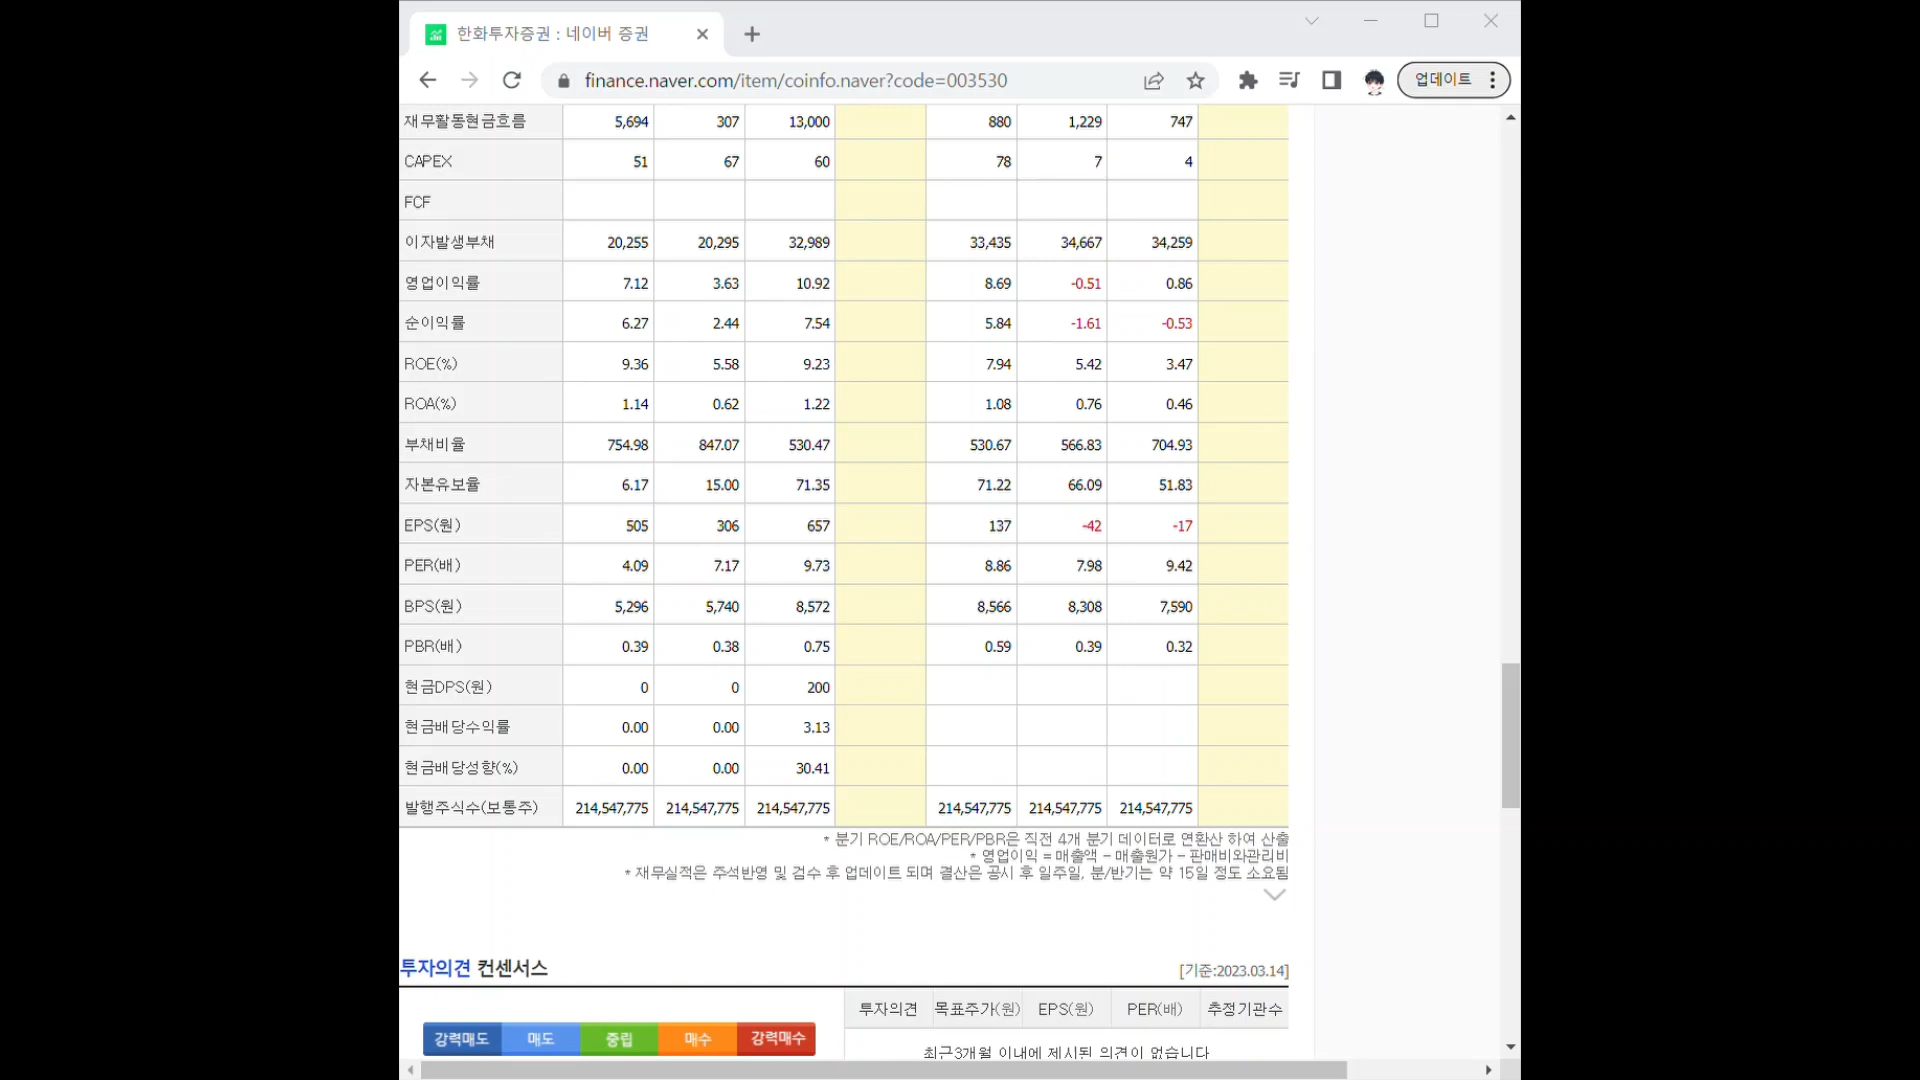 한화투자증권 : 네이버 증권
finance.naver.com/item/coinfo.naver?code=003530
업데이트
재무활동현금흐름 5,694 307 13,000 880 1,229 747
CAPEX 51 67 60 78 7 4
FCF
이자발생부채 20,255 20,295 32,989 33,435 34,667 34,259
영업이익률 7.12 3.63 10.92 8.69 -0.51 0.86
순이익률 6.27 2.44 7.54 5.84 -1.61 -0.53
ROE(%) 9.36 5.58 9.23 7.94 5.42 3.47
ROA(%) 1.14 0.62 1.22 1.08 0.76 0.46
부채비율 754.98 847.07 530.47 530.67 566.83 704.93
자본유보율 6.17 15.00 71.35 71.22 66.09 51.83
EPS(원) 505 306 657 137 -42 -17
PER(배) 4.09 7.17 9.73 8.86 7.98 9.42
BPS(원) 5,296 5,740 8,572 8,566 8,308 7,590
PBR(배) 0.39 0.38 0.75 0.59 0.39 0.32
현금DPS(원) 0 0 200
현금배당수익률 0.00 0.00 3.13
현금배당성향(%) 0.00 0.00 30.41
발행주식수(보통주) 214,547,775 214,547,775 214,547,775 214,547,775 214,547,775 214,547,775
* 분기 ROE/ROA/PER/PBR은 직전 4개 분기 데이터로 연환산 하여 산출
* 영업이익 = 매출액 - 매출원가 - 판매비와관리비
* 재무실적은 주석반영 및 검수 후 업데이트 되며 결산은 공시 후 일주일, 분/반기는 약 15일 정도 소요됨
투자의견 컨센서스 [기준:2023.03.14]
투자의견 목표주가(원) EPS(원) PER(배) 추정기관수
강력매도 매도 중립 매수 강력매수
최근3개월 이내에 제시된 의견이 없습니다